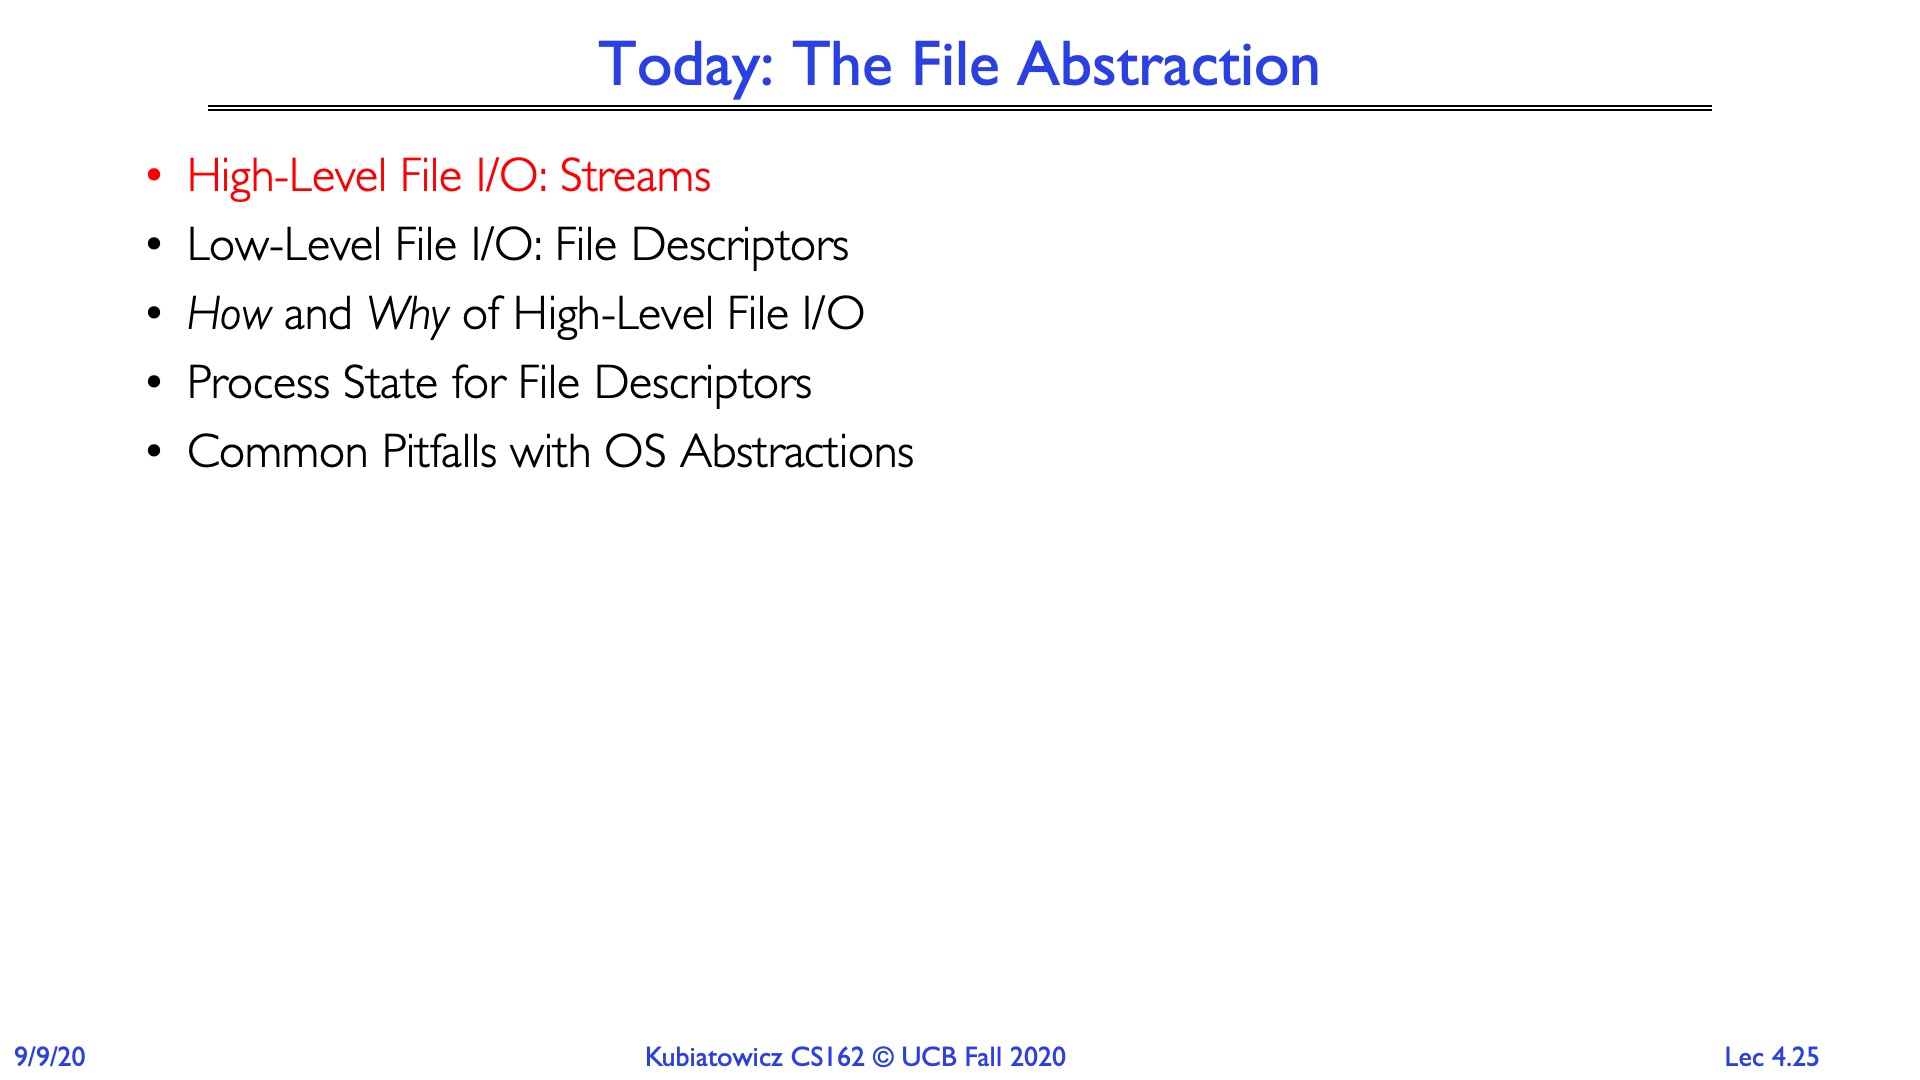 Today: The File Abstraction
• High-Level File I/O: Streams
• Low-Level File I/O: File Descriptors
• How and Why of High-Level File I/O
• Process State for File Descriptors
• Common Pitfalls with OS Abstractions
9/9/20
Kubiatowicz CS162 © UCB Fall 2020
Lec 4.25